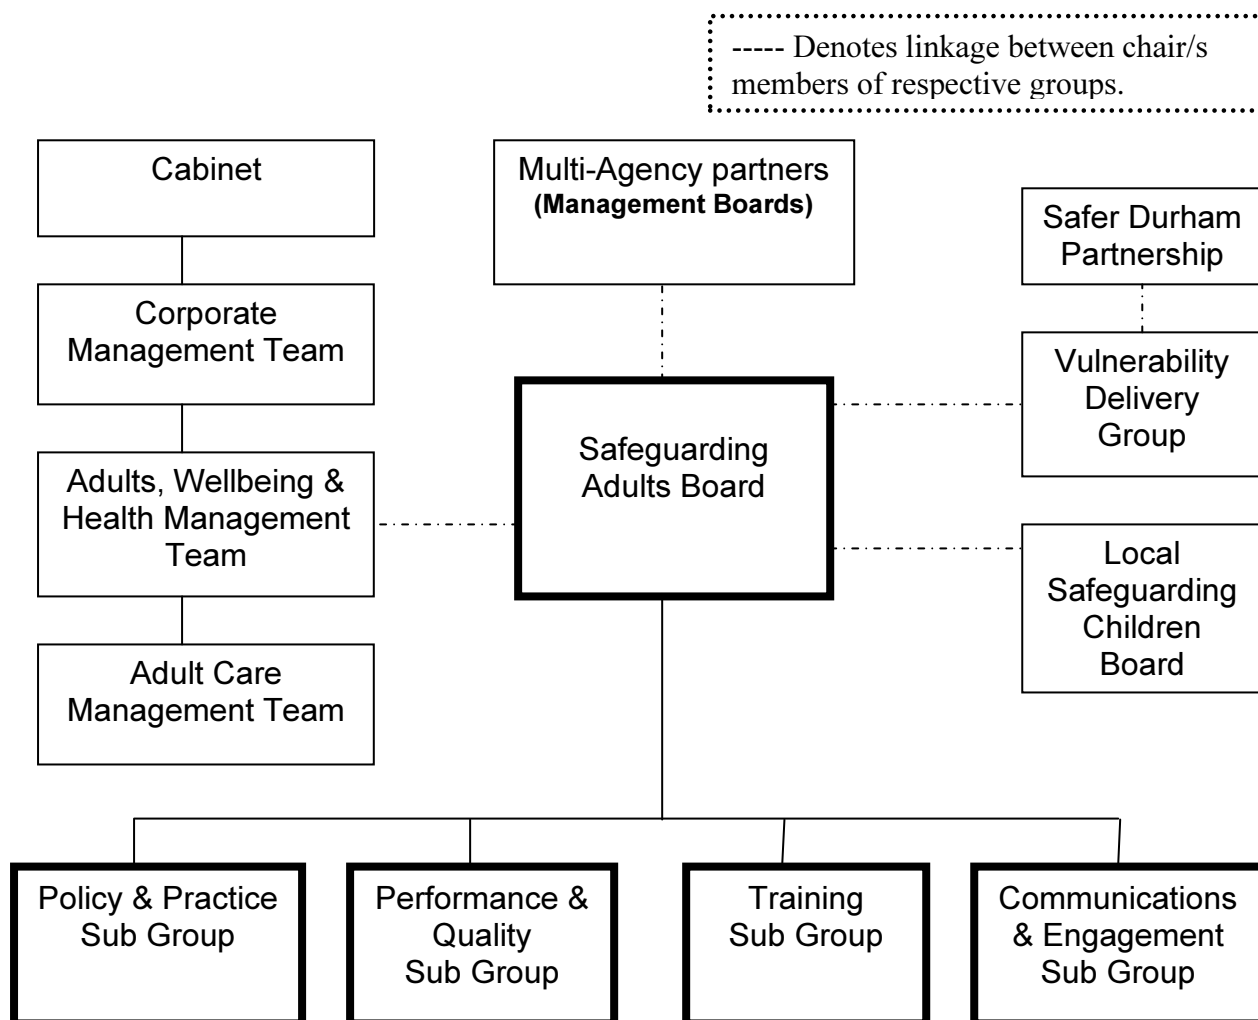 ----- Denotes linkage between chair/s
members of respective groups.
Cabinet
Multi-Agency partners
(Management Boards)
Safer Durham
Partnership
Corporate
Management Team
Vulnerability
Delivery
Group
Safeguarding
Adults Board
Adults, Wellbeing &
Health Management
Team
Local
Safeguarding
Children
Board
Adult Care
Management Team
Policy & Practice
Sub Group
Performance &
Quality
Sub Group
Training
Sub Group
Communications
& Engagement
Sub Group